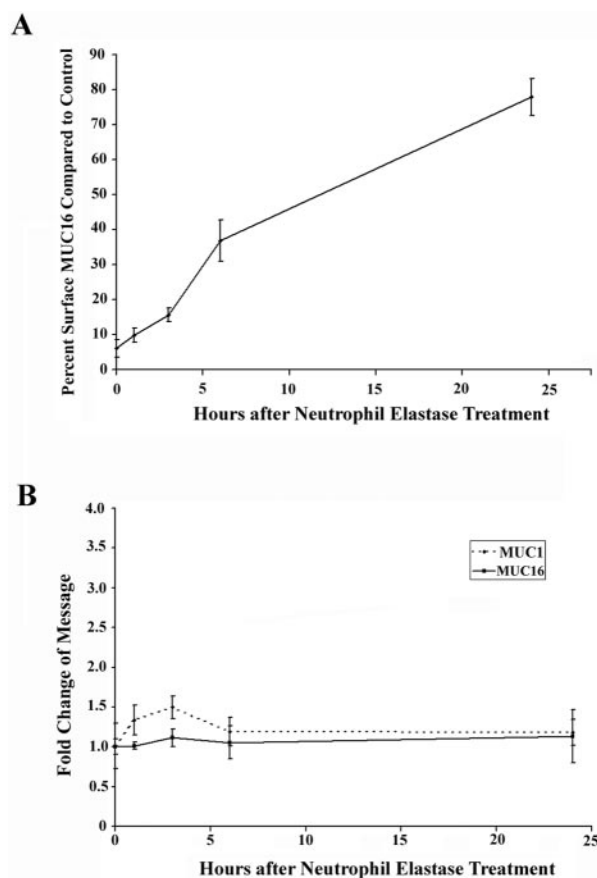 A
Percent Surface MUC16 Compared to Control
90
80
70
60
50
40
30
20
10
0
0 5 10 15 20 25
Hours after Neutrophil Elastase Treatment
B
Fold Change of Message
4.0
3.5
3.0
2.5
2.0
1.5
1.0
0.5
0
MUC1
MUC16
0 5 10 15 20 25
Hours after Neutrophil Elastase Treatment